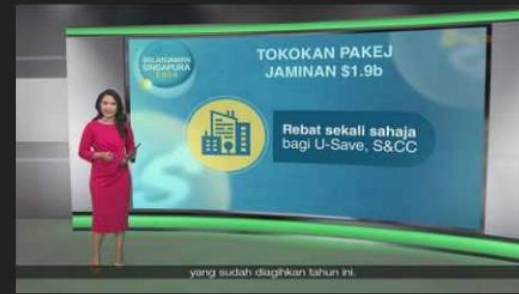 BELANJAWAN
SINGAPURA
2024
TOKOKAN PAKEJ
JAMINAN $1.9b
Rebat sekali sahaja
bagi U-Save, S&CC
yang sudah diagihkan tahun ini.